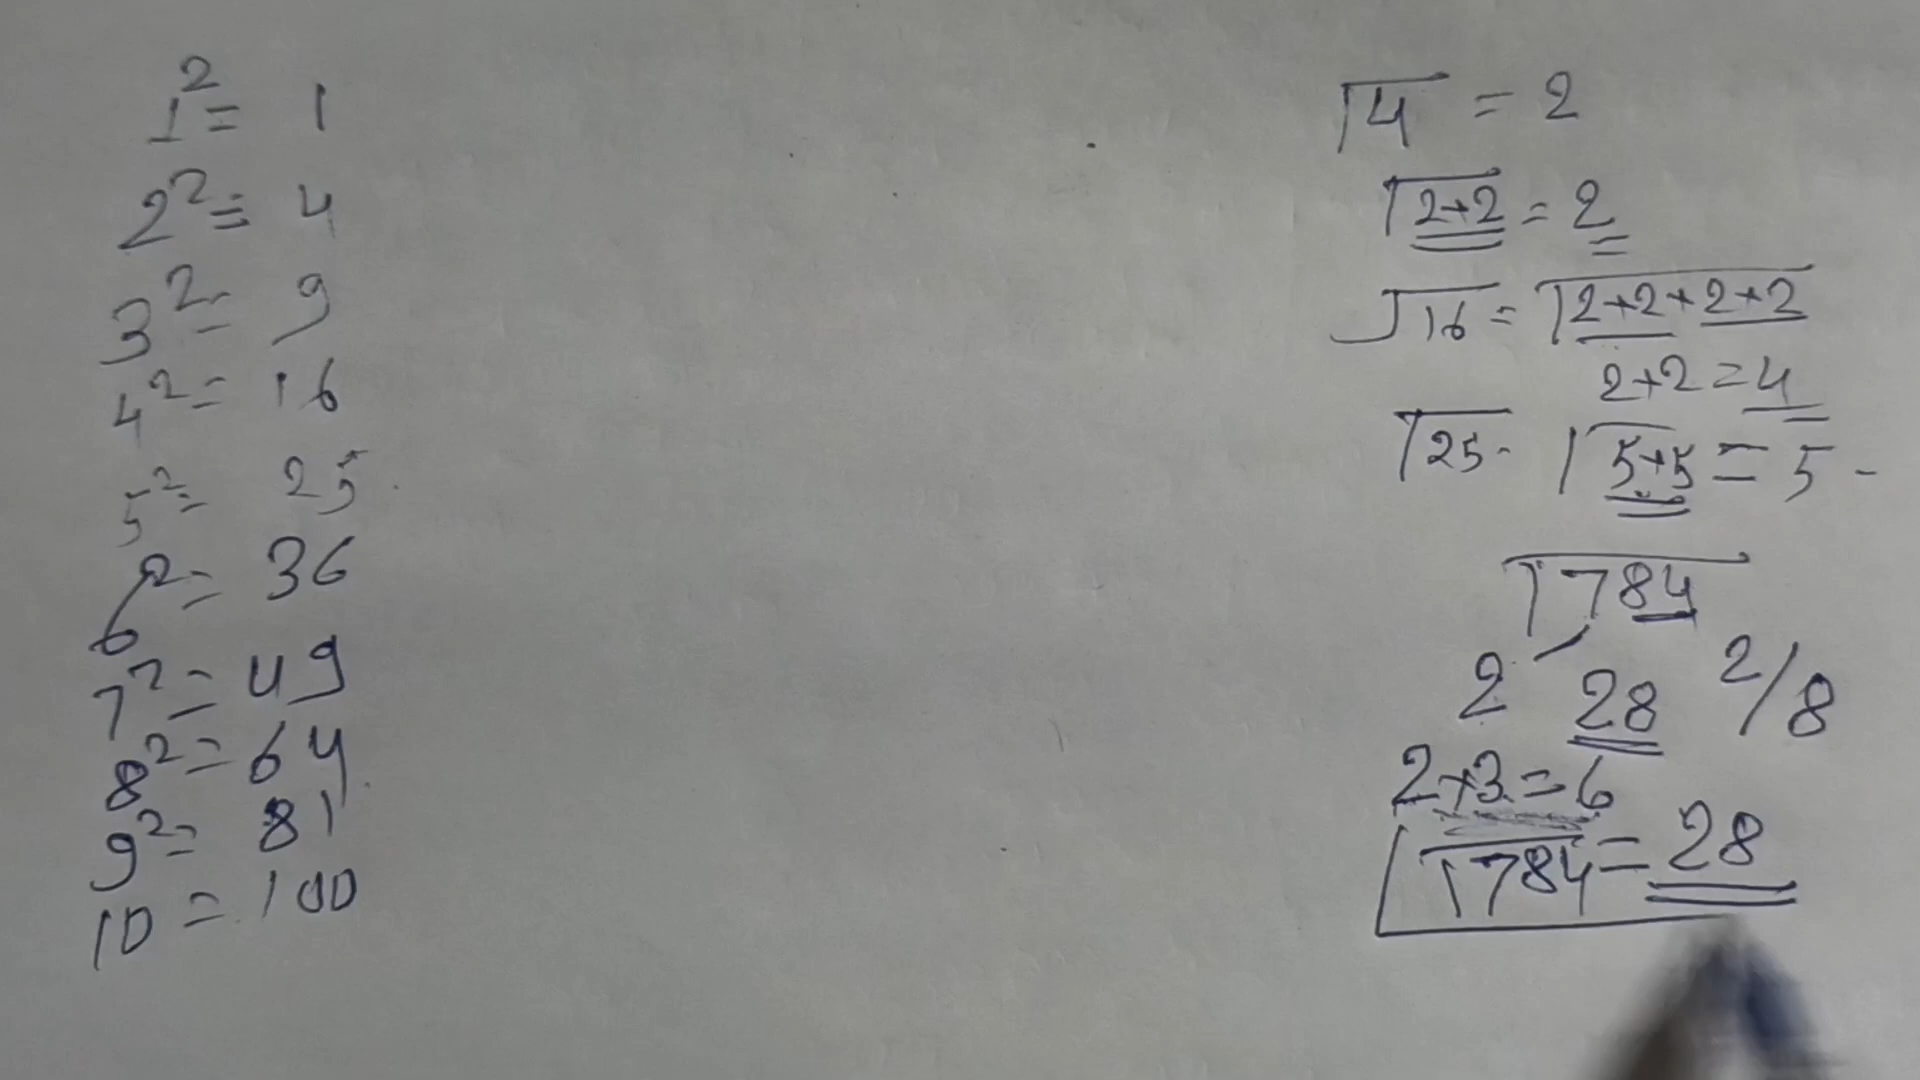 1² = 1
2² = 4
3² = 9
4² = 16
5² = 25
6² = 36
7² = 49
8² = 64
9² = 81
10 = 100
√4 = 2
√2×2 = 2
√16 = √2×2×2×2
2×2 = 4
√25 - √5×5 = 5 -
√784
2 28 2/8
2×3 = 6
√784 = 28